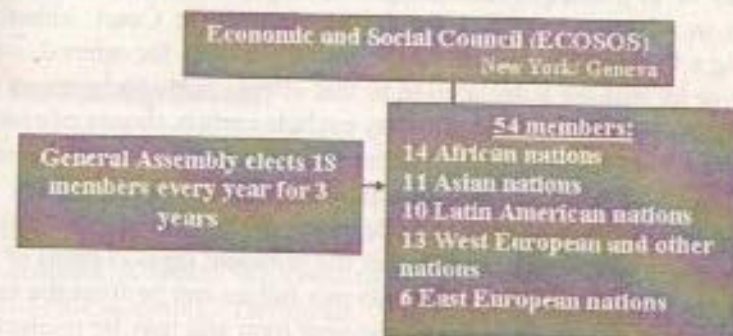 Economic and Social Council (ECOSOS)
New York/ Geneva
54 members:
14 African nations
11 Asian nations
10 Latin American nations
13 West European and other
nations
6 East European nations
General Assembly elects 18
members every year for 3
years